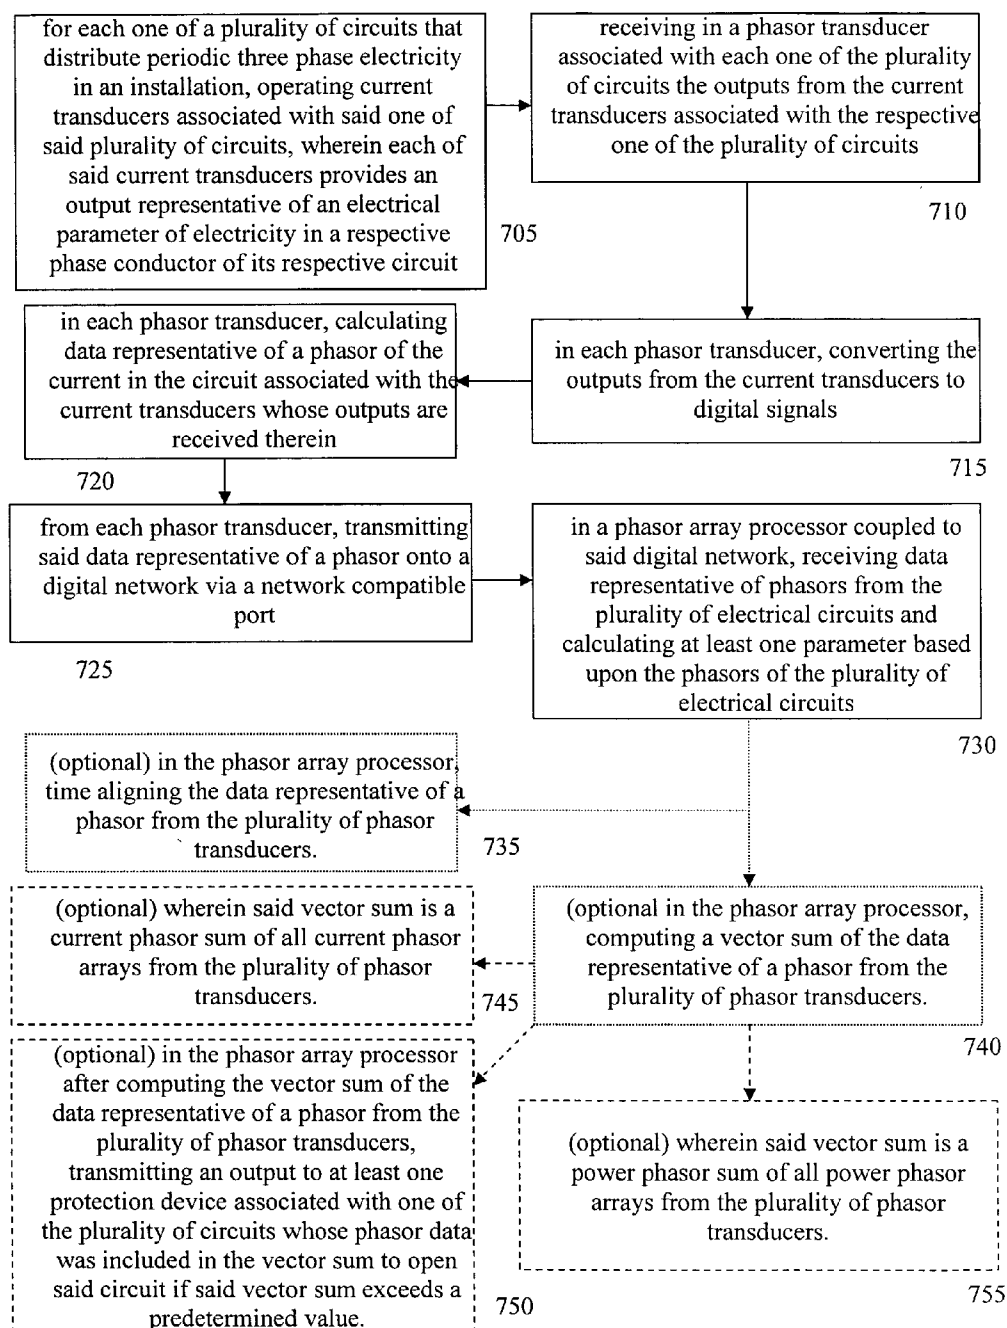 for each one of a plurality of circuits that
distribute periodic three phase electricity
in an installation, operating current
transducers associated with said one of
said plurality of circuits, wherein each of
said current transducers provides an
output representative of an electrical
parameter of electricity in a respective
phase conductor of its respective circuit
705
receiving in a phasor transducer
associated with each one of the plurality
of circuits the outputs from the current
transducers associated with the respective
one of the plurality of circuits
710
in each phasor transducer, converting the
outputs from the current transducers to
digital signals
715
in each phasor transducer, calculating
data representative of a phasor of the
current in the circuit associated with the
current transducers whose outputs are
received therein
720
from each phasor transducer, transmitting
said data representative of a phasor onto a
digital network via a network compatible
port
725
in a phasor array processor coupled to
said digital network, receiving data
representative of phasors from the
plurality of electrical circuits and
calculating at least one parameter based
upon the phasors of the plurality of
electrical circuits
730
(optional) in the phasor array processor,
time aligning the data representative of a
phasor from the plurality of phasor
transducers.
735
(optional in the phasor array processor,
computing a vector sum of the data
representative of a phasor from the
plurality of phasor transducers.
740
(optional) wherein said vector sum is a
current phasor sum of all current phasor
arrays from the plurality of phasor
transducers.
745
(optional) in the phasor array processor
after computing the vector sum of the
data representative of a phasor from the
plurality of phasor transducers,
transmitting an output to at least one
protection device associated with one of
the plurality of circuits whose phasor data
was included in the vector sum to open
said circuit if said vector sum exceeds a
predetermined value.
750
(optional) wherein said vector sum is a
power phasor sum of all power phasor
arrays from the plurality of phasor
transducers.
755